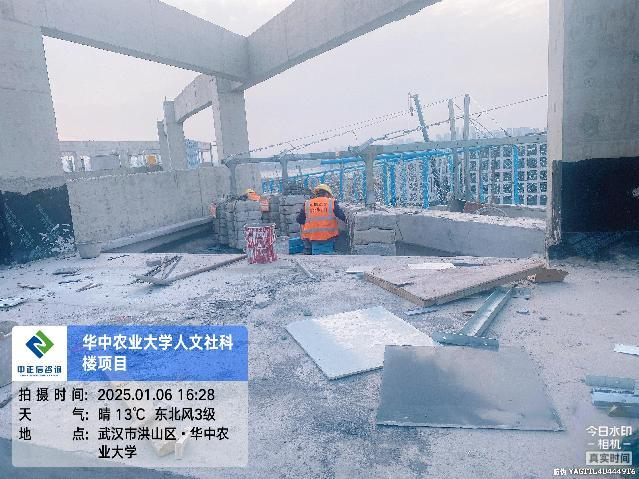 中正信咨询
华中农业大学人文社科
楼项目
拍摄时间: 2025.01.06 16:28
天 气: 晴 13℃ 东北风3级
地 点: 武汉市洪山区·华中农
业大学
今日水印
-相机-
真实时间
防伪 YAGT1L4U4449T6